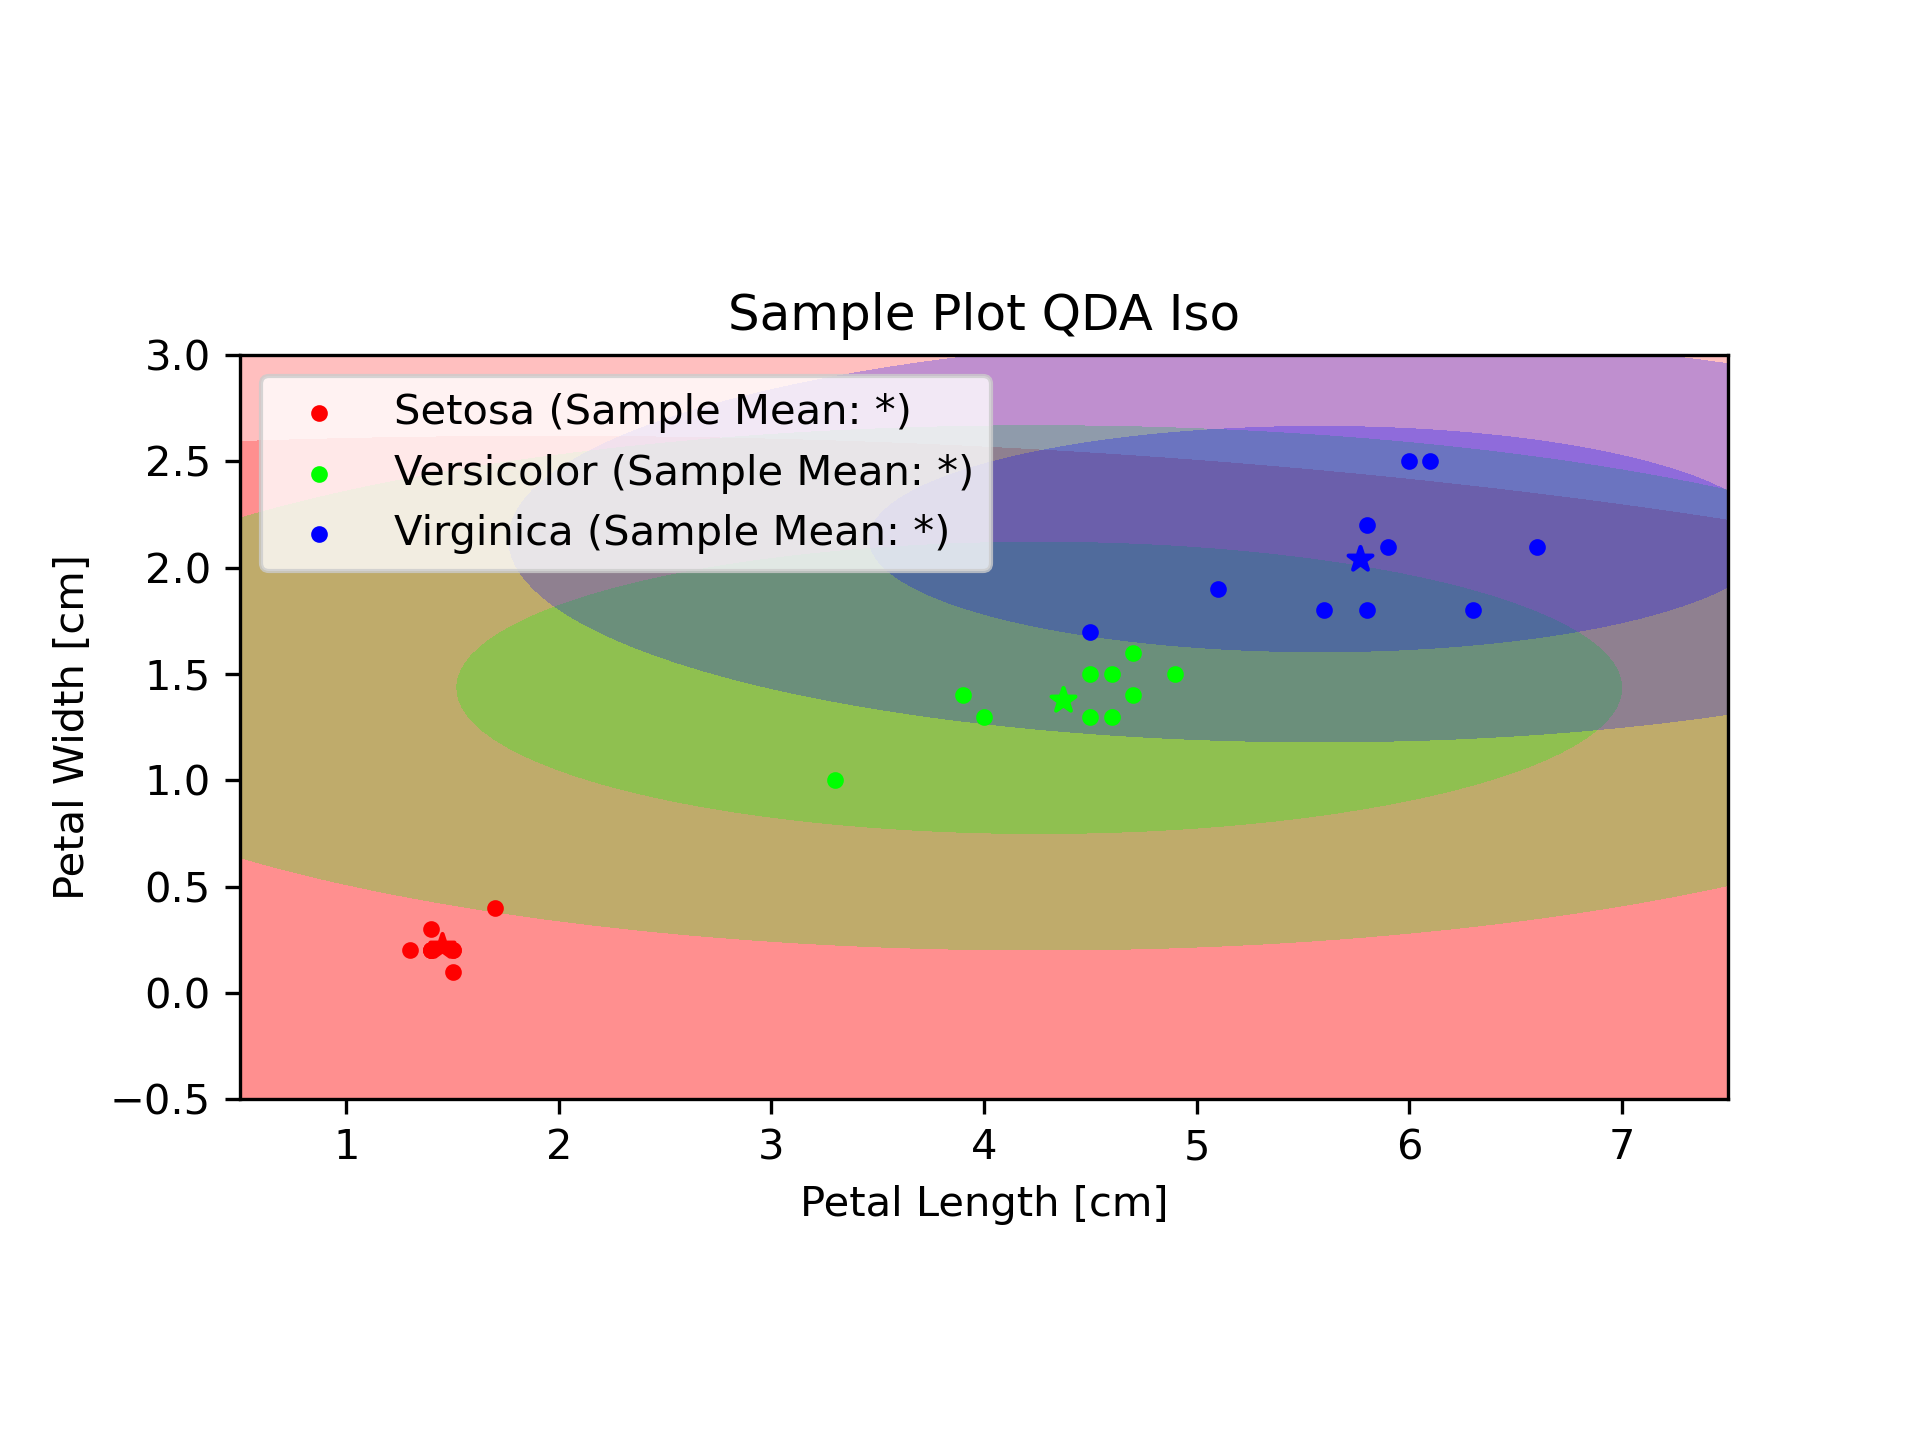 Sample Plot QDA Iso
3.0
2.5
2.0
1.5
1.0
0.5
0.0
−0.5
Petal Width [cm]
Setosa (Sample Mean: *)
Versicolor (Sample Mean: *)
Virginica (Sample Mean: *)
1 2 3 4 5 6 7
Petal Length [cm]